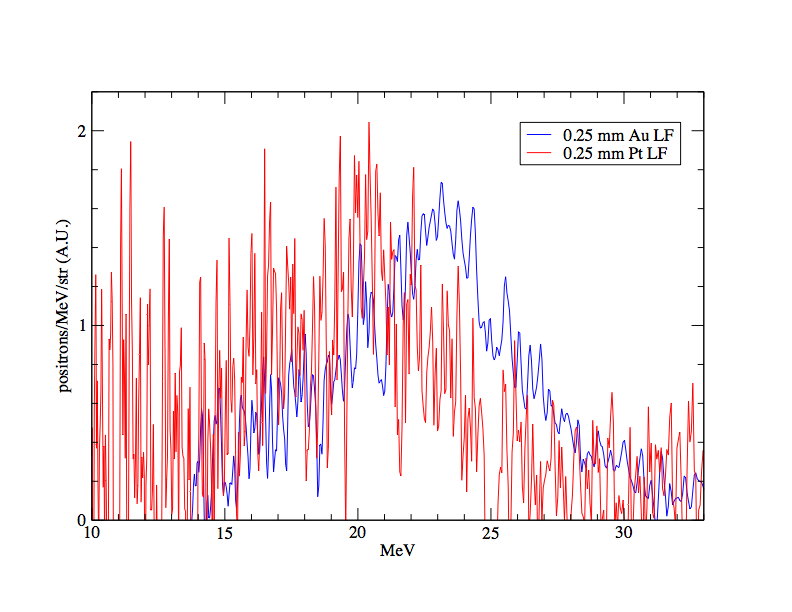 2
0.25 mm Au LF
0.25 mm Pt LF
positrons/MeV/str (A.U.)
1
0
10 15 20 25 30
MeV